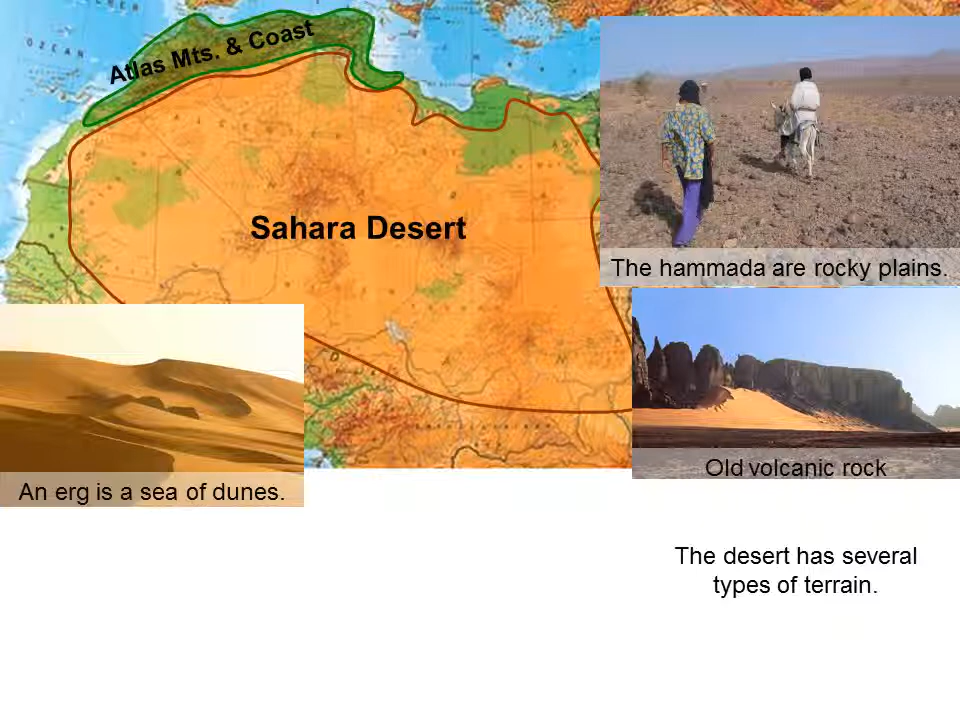 OZEAN
Atlas Mts. & Coast
Sahara Desert
The hammada are rocky plains.
Old volcanic rock
An erg is a sea of dunes.
The desert has several
types of terrain.